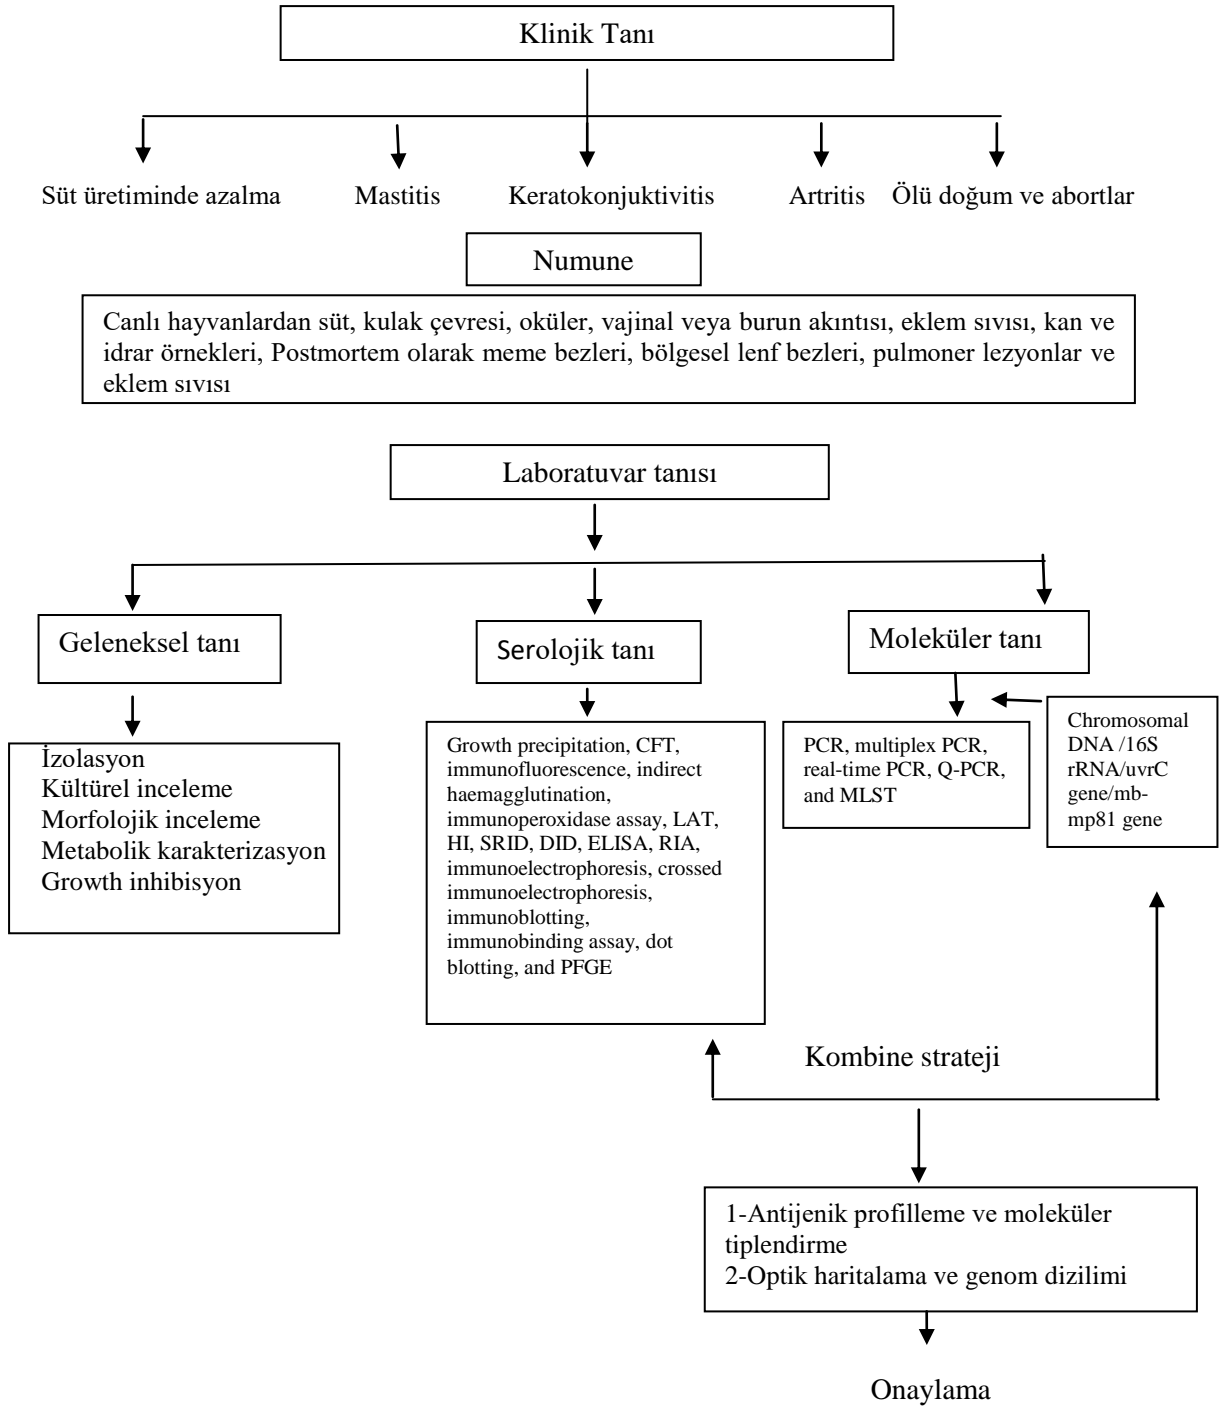 Klinik Tanı
Süt üretiminde azalma
Mastitis
Keratokonjuktivitis
Artritis
Ölü doğum ve abortlar
Numune
Canlı hayvanlardan süt, kulak çevresi, oküler, vajinal veya burun akıntısı, eklem sıvısı, kan ve
idrar örnekleri, Postmortem olarak meme bezleri, bölgesel lenf bezleri, pulmoner lezyonlar ve
eklem sıvısı
Laboratuvar tanısı
Geleneksel tanı
Serolojik tanı
Moleküler tanı
İzolasyon
Kültürel inceleme
Morfolojik inceleme
Metabolik karakterizasyon
Growth inhibisyon
Growth precipitation, CFT,
immunofluorescence, indirect
haemagglutination,
immunoperoxidase assay, LAT,
HI, SRID, DID, ELISA, RIA,
immunoelectrophoresis, crossed
immunoelectrophoresis,
immunoblotting,
immunobinding assay, dot
blotting, and PFGE
PCR, multiplex PCR,
real-time PCR, Q-PCR,
and MLST
Chromosomal
DNA /16S
rRNA/uvrC
gene/mb-
mp81 gene
Kombine strateji
1-Antijenik profilleme ve moleküler
tiplendirme
2-Optik haritalama ve genom dizilimi
Onaylama